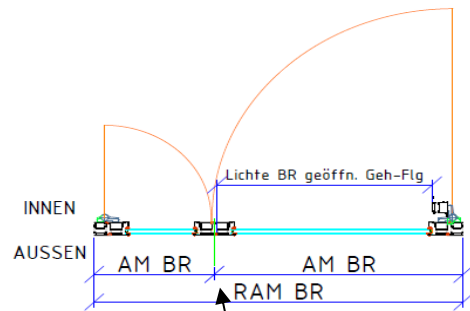 Lichte BR geöffn. Geh-Flg
INNEN
AUSSEN
AM BR AM BR
RAM BR